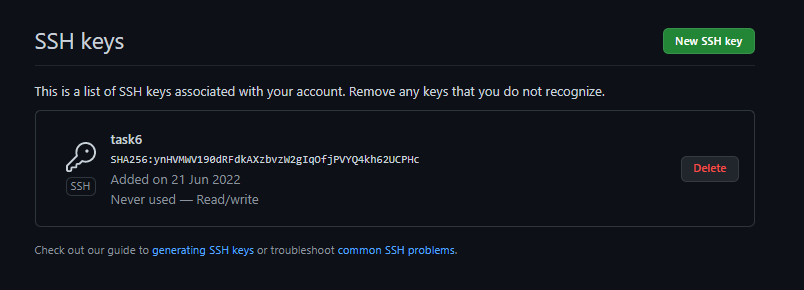 SSH keys
New SSH key
This is a list of SSH keys associated with your account. Remove any keys that you do not recognize.
task6
SHA256:ynHVMWV190dRFdkAXzbvzW2gIqOfjPVYQ4kh62UCPHc
Added on 21 Jun 2022
Never used — Read/write
SSH
Delete
Check out our guide to generating SSH keys or troubleshoot common SSH problems.